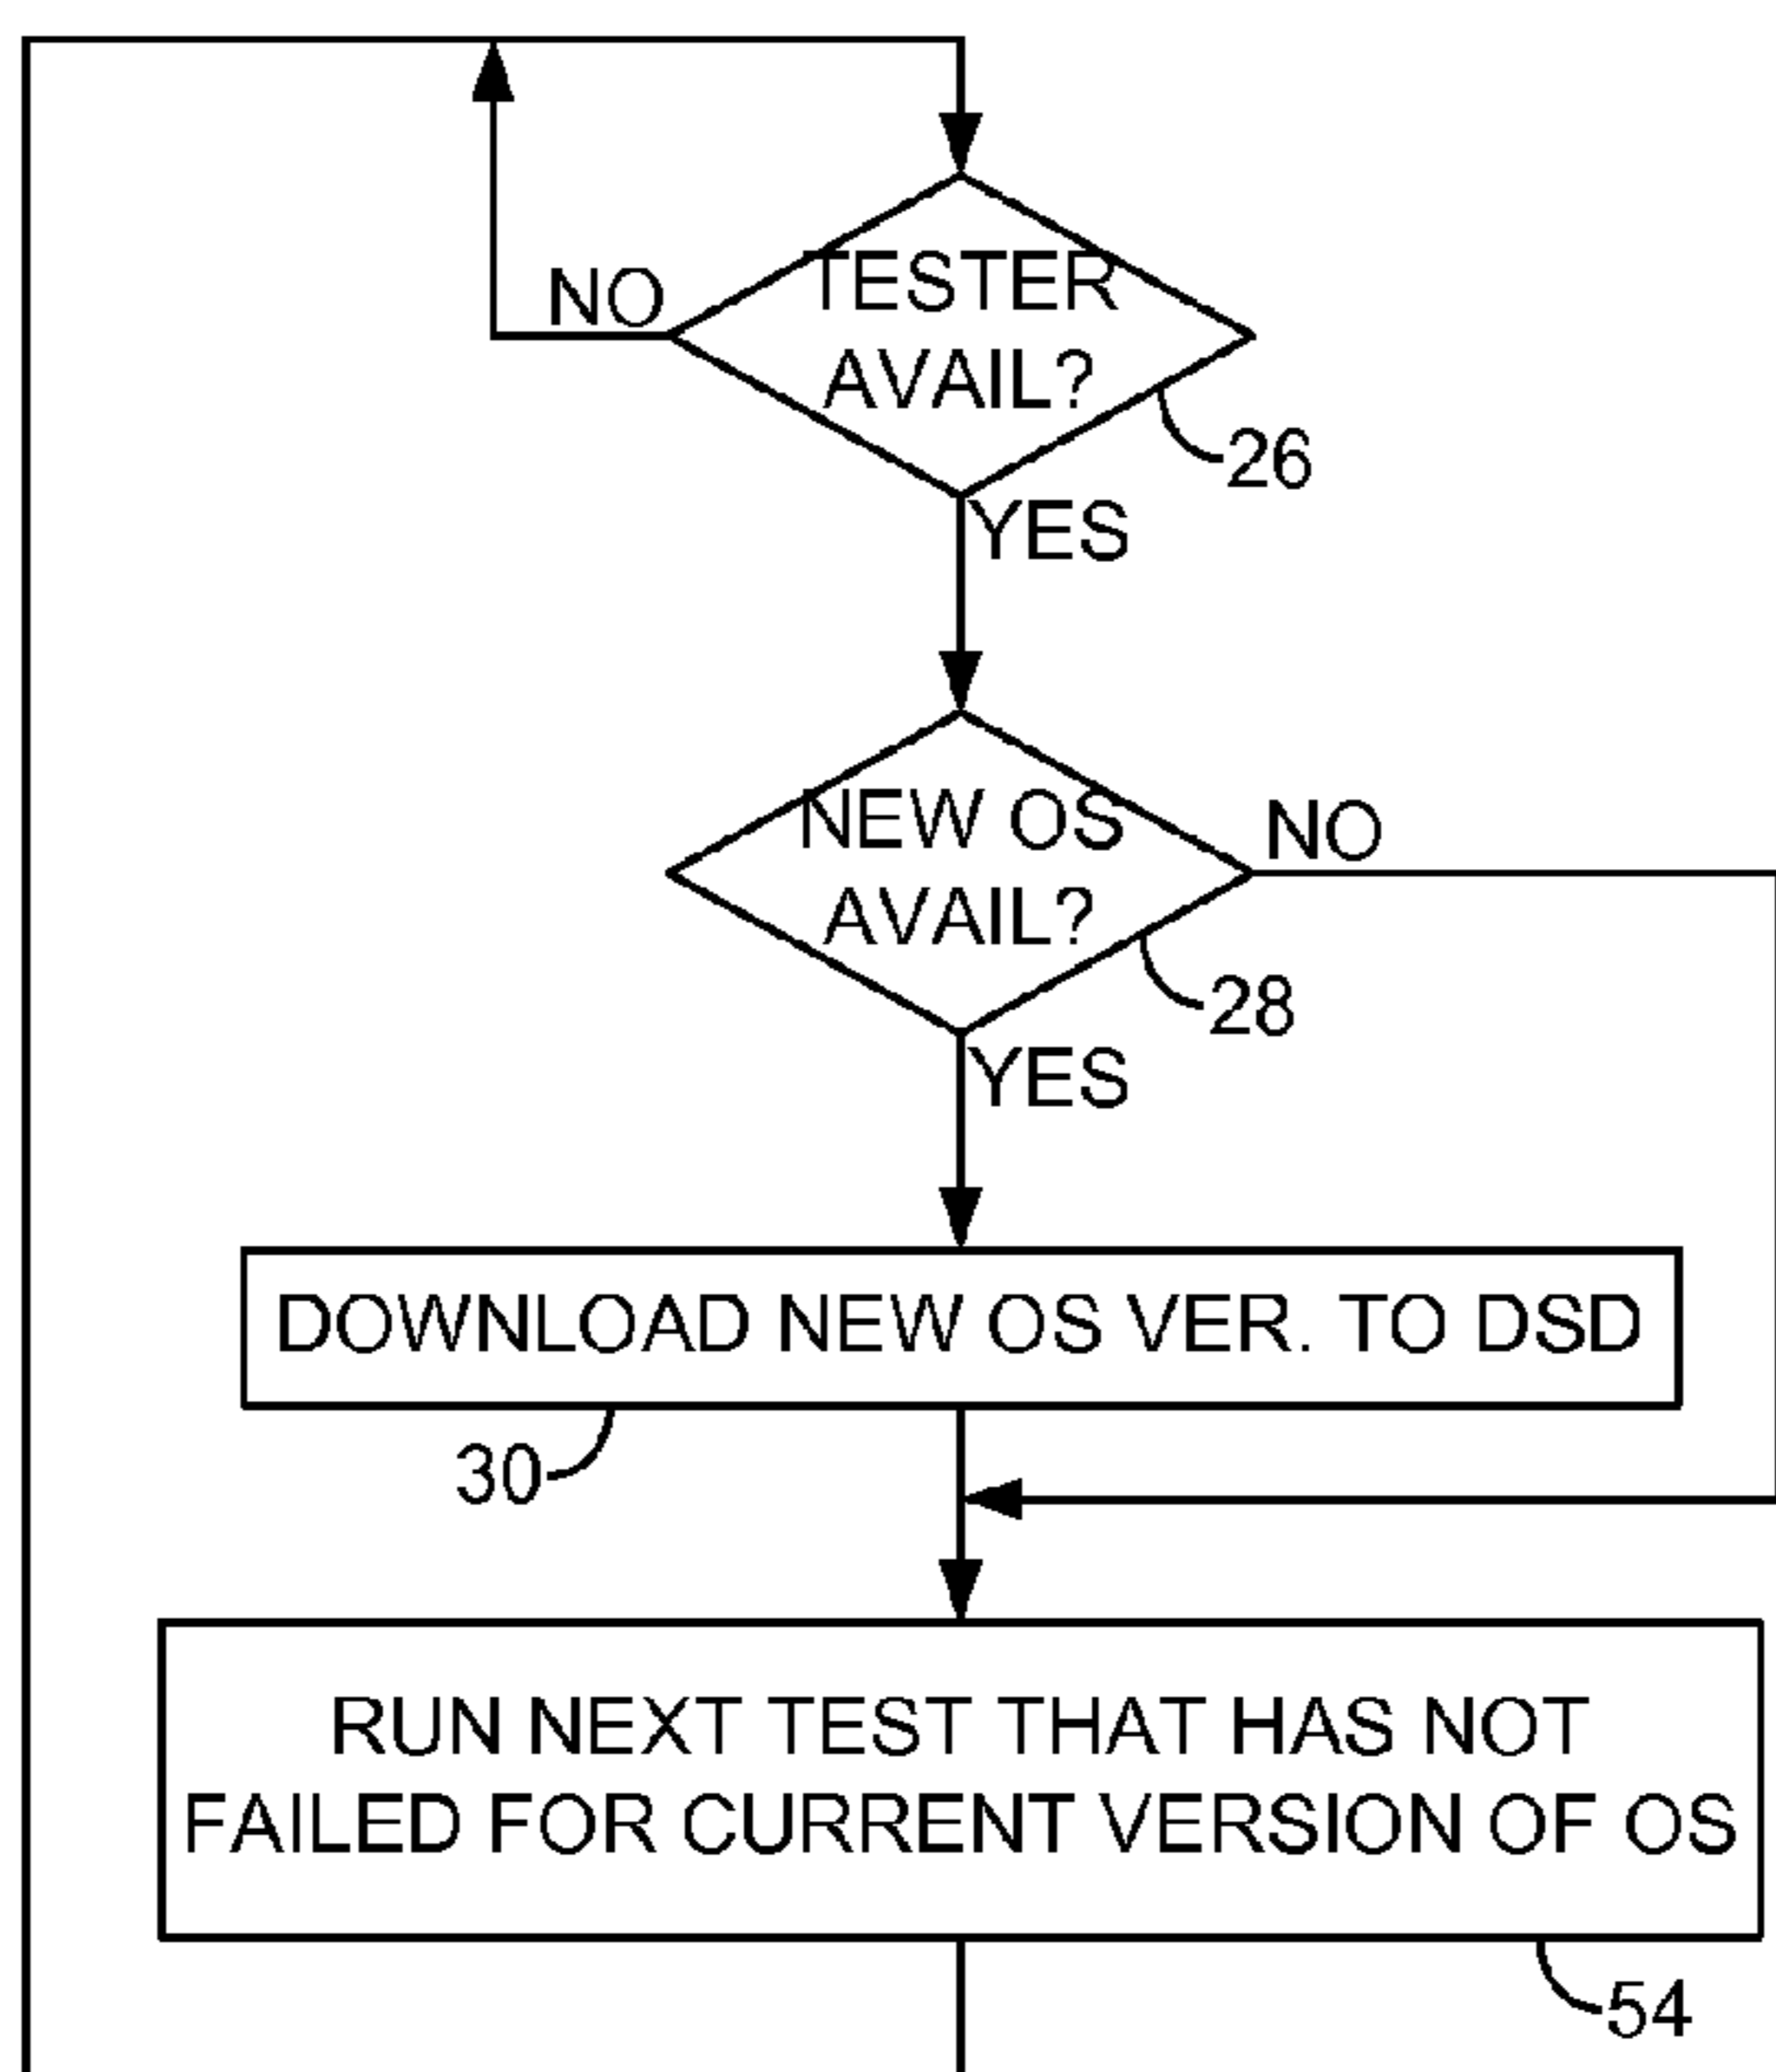 TESTER
AVAIL?
NO
26
YES
NEW OS
AVAIL?
NO
28
YES
DOWNLOAD NEW OS VER. TO DSD
30
RUN NEXT TEST THAT HAS NOT
FAILED FOR CURRENT VERSION OF OS
54